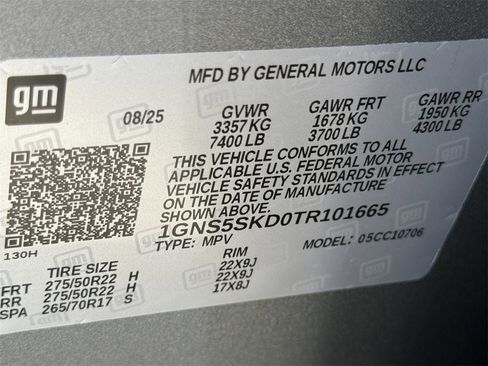 gm
MFD BY GENERAL MOTORS LLC
08/25 GVWR GAWR FRT GAWR RR
3357 KG 1678 KG 1950 KG
7400 LB 3700 LB 4300 LB
THIS VEHICLE CONFORMS TO ALL
APPLICABLE U.S. FEDERAL MOTOR
VEHICLE SAFETY STANDARDS IN EFFECT
ON THE DATE OF MANUFACTURE
SHOWN ABOVE.
1GNS5SKD0TR101665
130H TYPE: MPV MODEL: 05CC10706
TIRE SIZE RIM
FRT 275/50R22 H 22X9J
RR 275/50R22 H 22X9J
SPA 265/70R17 S 17X8J